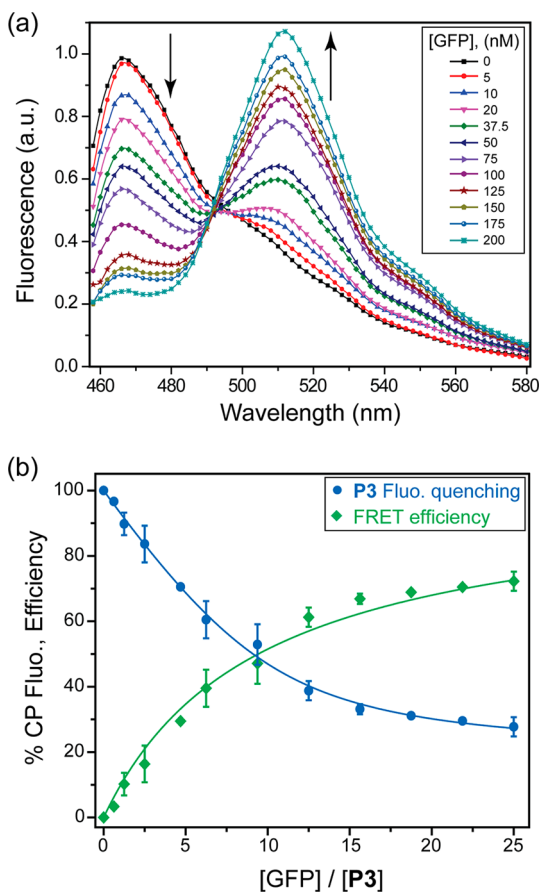 (a)
[GFP], (nM)
0
5
10
20
37.5
50
75
100
125
150
175
200
Fluorescence (a.u.)
1.0
0.8
0.6
0.4
0.2
0.0
460 480 500 520 540 560 580
Wavelength (nm)
(b)
P3 Fluo. quenching
FRET efficiency
% CP Fluo., Efficiency
100
80
60
40
20
0
0 5 10 15 20 25
[GFP] / [P3]